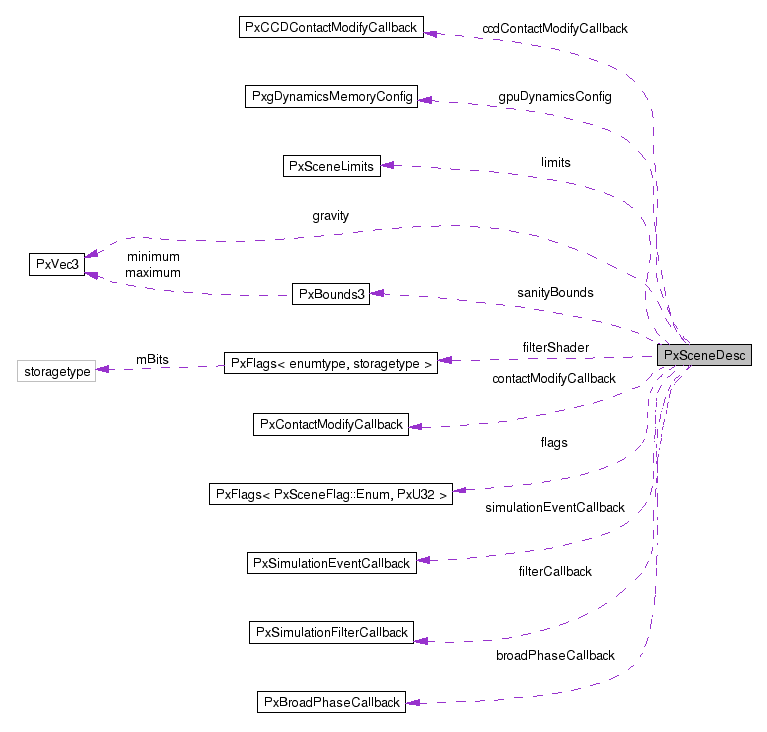 PxCCDContactModifyCallback
ccdContactModifyCallback
PxgDynamicsMemoryConfig
gpuDynamicsConfig
PxSceneLimits
limits
gravity
PxVec3
minimum
maximum
PxBounds3
sanityBounds
filterShader
PxSceneDesc
storagetype
mBits
PxFlags< enumtype, storagetype >
contactModifyCallback
PxContactModifyCallback
flags
PxFlags< PxSceneFlag::Enum, PxU32 >
simulationEventCallback
PxSimulationEventCallback
filterCallback
PxSimulationFilterCallback
broadPhaseCallback
PxBroadPhaseCallback